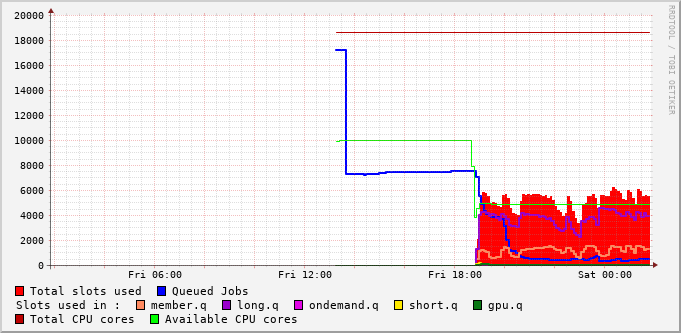 RRDTOOL / TOBI OETIKER
20000
18000
16000
14000
12000
10000
8000
6000
4000
2000
0
Fri 06:00 Fri 12:00 Fri 18:00 Sat 00:00
Total slots used Queued Jobs
Slots used in : member.q long.q ondemand.q short.q gpu.q
Total CPU cores Available CPU cores